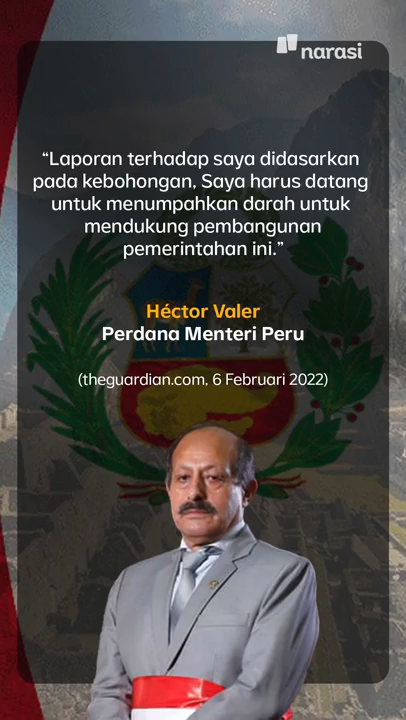 narasi
“Laporan terhadap saya didasarkan
pada kebohongan, Saya harus datang
untuk menumpahkan darah untuk
mendukung pembangunan
pemerintahan ini.”
Héctor Valer
Perdana Menteri Peru
(theguardian.com, 6 Februari 2022)